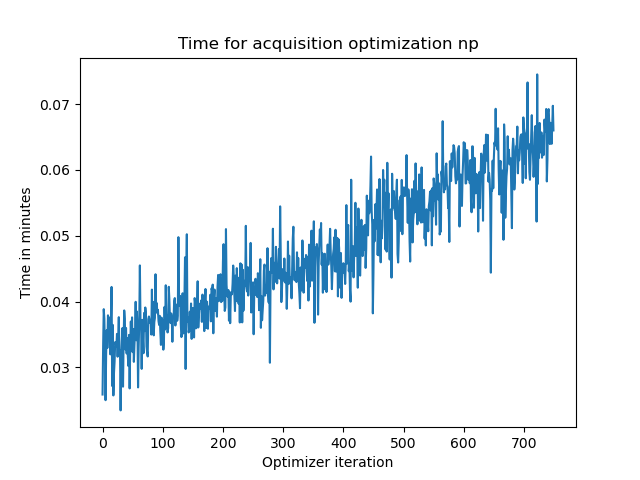 Time for acquisition optimization np
Time in minutes
0.07
0.06
0.05
0.04
0.03
0 100 200 300 400 500 600 700
Optimizer iteration